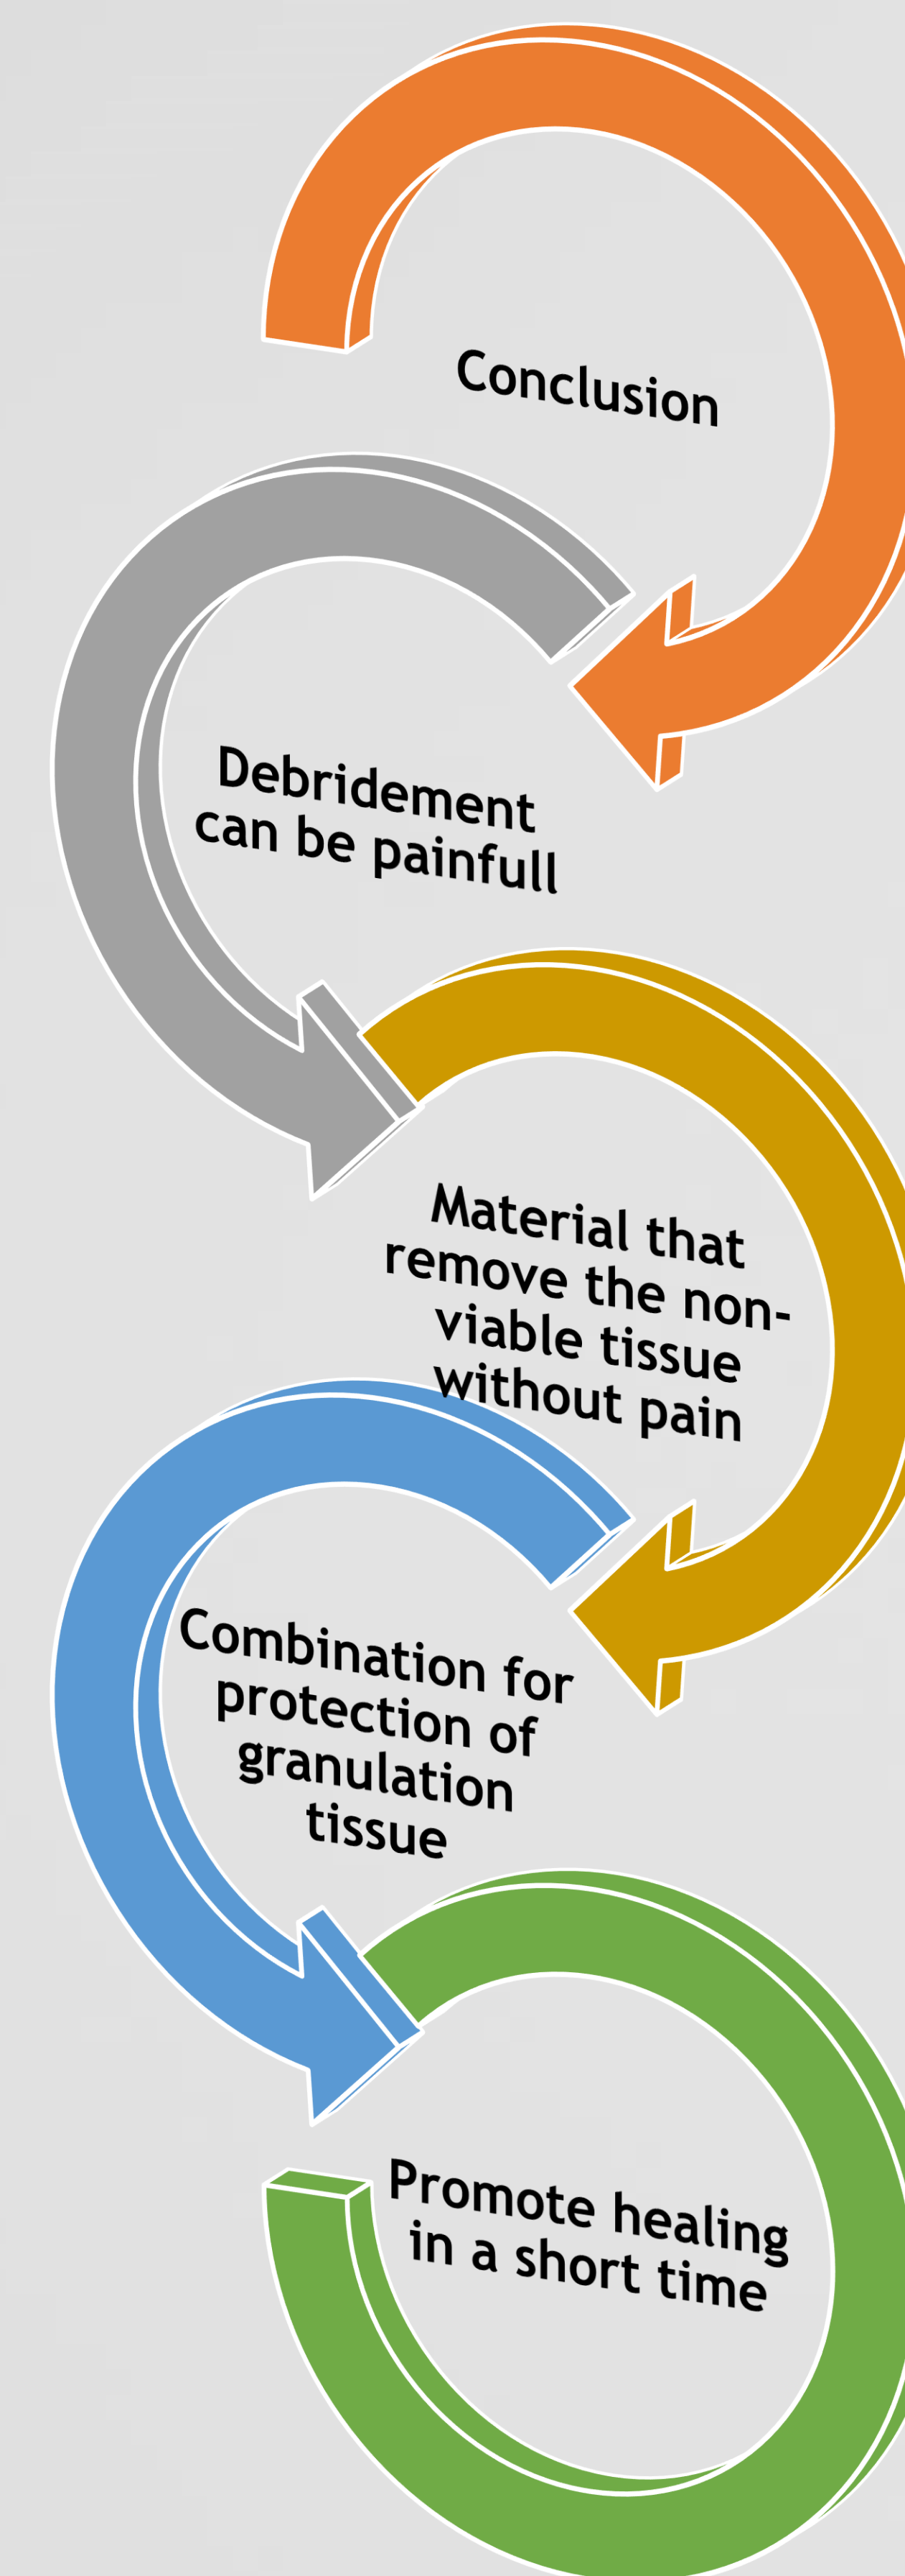 Conclusion
Debridement
can be painfull
Material that
remove the non-
viable tissue
without pain
Combination for
protection of
granulation
tissue
Promote healing
in a short time